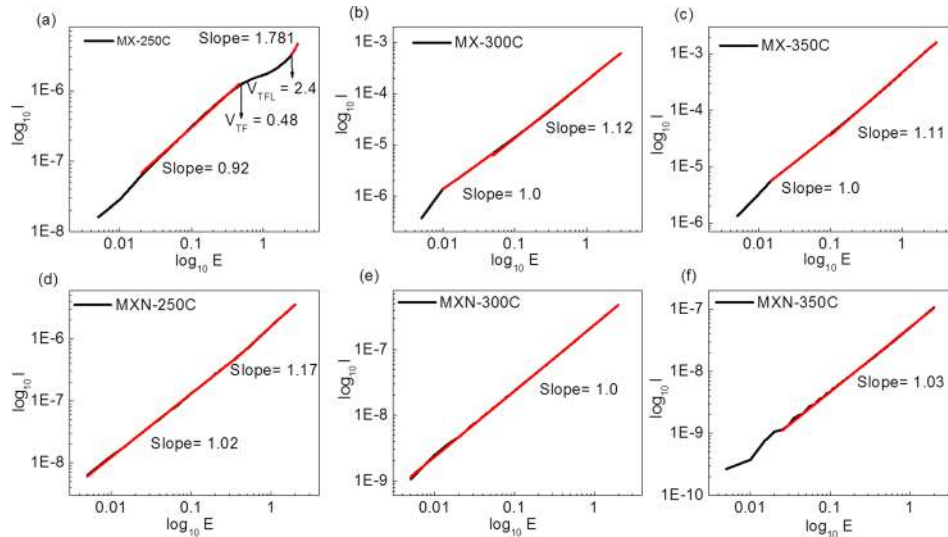 (a)
MX-250C
Slope= 1.781
V_TFL = 2.4
V_TF = 0.48
Slope= 0.92
1E-6
1E-7
1E-8
0.01
0.1
1
log₁₀ I
log₁₀ E
(b)
MX-300C
1E-3
1E-4
1E-5
1E-6
Slope= 1.12
Slope= 1.0
0.01
0.1
1
log₁₀ I
log₁₀ E
(c)
MX-350C
1E-3
1E-4
1E-5
1E-6
Slope= 1.11
Slope= 1.0
0.01
0.1
1
log₁₀ I
log₁₀ E
(d)
MXN-250C
1E-6
1E-7
1E-8
Slope= 1.17
Slope= 1.02
0.01
0.1
1
log₁₀ I
log₁₀ E
(e)
MXN-300C
1E-7
1E-8
1E-9
Slope= 1.0
0.01
0.1
1
log₁₀ I
log₁₀ E
(f)
MXN-350C
1E-7
1E-8
1E-9
1E-10
Slope= 1.03
0.01
0.1
1
log₁₀ I
log₁₀ E